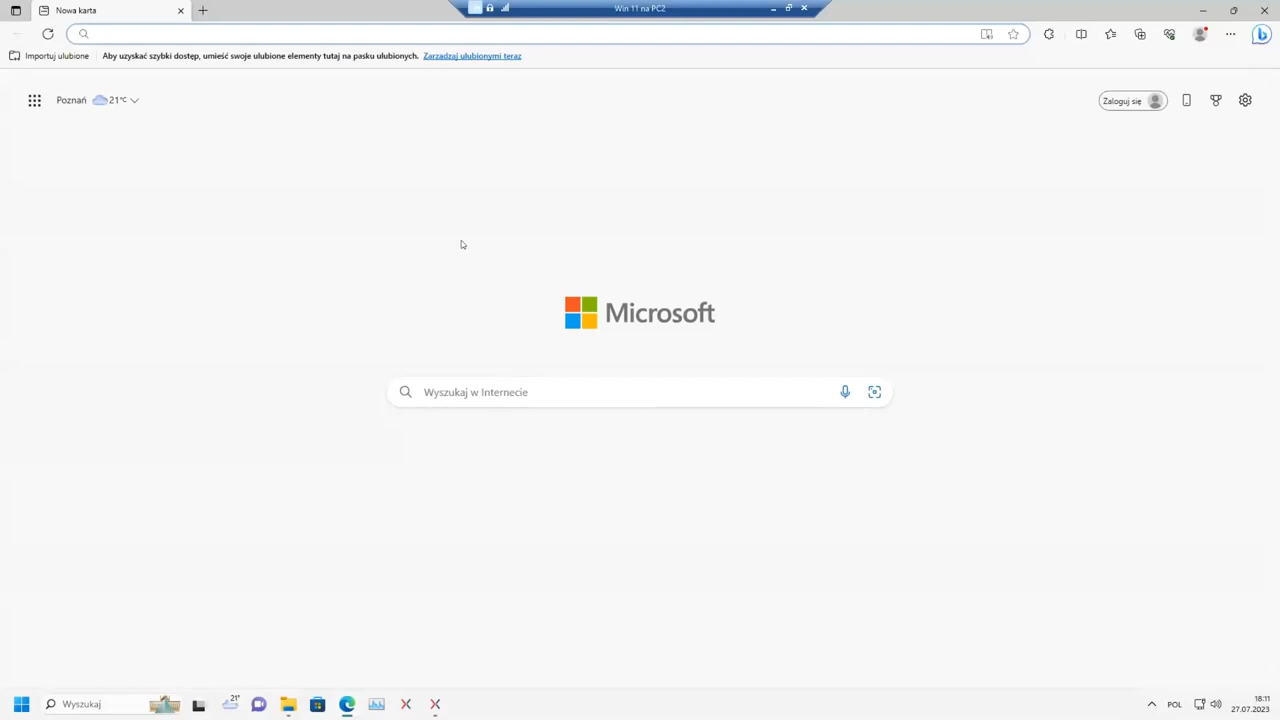 Nowa karta
Win 11 na PC2
Importuj ulubione
Aby uzyskać szybki dostęp, umieść swoje ulubione elementy tutaj na pasku ulubionych. Zarządzaj ulubionymi teraz
Poznań 21°C
Zaloguj się
Microsoft
Wyszukaj w Internecie
Wyszukaj
21°
POL
18:11
27.07.2023